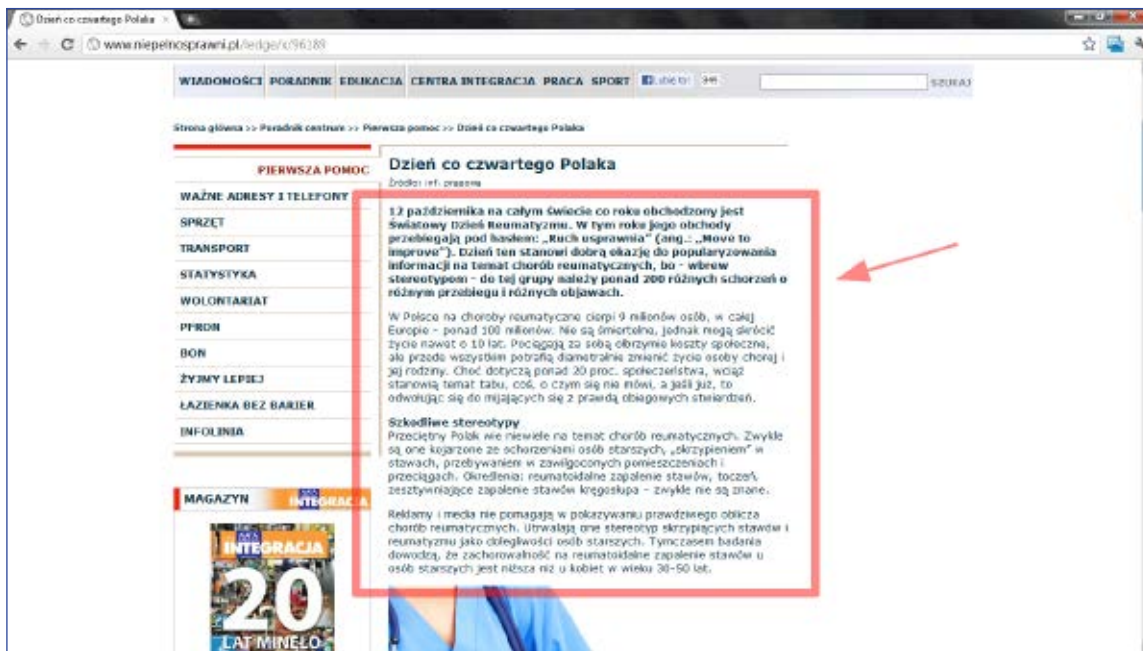 Dzień co czwartego Polaka
www.niepelnosprawni.pl/ledge/x/96189
WIADOMOŚCI PORADNIK EDUKACJA CENTRA INTEGRACJA PRACA SPORT Lubię to! SZUKAJ
Strona główna >> Poradnik centrum >> Pierwsza pomoc >> Dzień co czwartego Polaka
PIERWSZA POMOC
WAŻNE ADRESY I TELEFONY
SPRZĘT
TRANSPORT
STATYSTYKA
WOLONTARIAT
PFRON
BON
ŻYJMY LEPIEJ
ŁAZIENKA BEZ BARIER
INFOLINIA
MAGAZYN INTEGRACJA
INTEGRACJA
20
LAT MINĘŁO
Dzień co czwartego Polaka
Źródło: inf. prasowa
12 października na całym świecie co roku obchodzony jest
Światowy Dzień Reumatyzmu. W tym roku jego obchody
przebiegają pod hasłem: „Ruch usprawnia” (ang.: „Move to
improve”). Dzień ten stanowi dobrą okazję do popularyzowania
informacji na temat chorób reumatycznych, bo - wbrew
stereotypom - do tej grupy należy ponad 200 różnych schorzeń o
różnym przebiegu i różnych objawach.
W Polsce na choroby reumatyczne cierpi 9 milionów osób, w całej
Europie - ponad 100 milionów. Nie są śmiertelne, jednak mogą skrócić
życie nawet o 10 lat. Pociągają za sobą olbrzymie koszty społeczne,
ale przede wszystkim potrafią diametralnie zmienić życie osoby chorej i
jej rodziny. Choć dotyczą ponad 20 proc. społeczeństwa, wciąż
stanowią temat tabu, coś, o czym się nie mówi, a jeśli już, to
odwołując się do mijających się z prawdą obiegowych stwierdzeń.
Szkodliwe stereotypy
Przeciętny Polak wie niewiele na temat chorób reumatycznych. Zwykle
są one kojarzone ze schorzeniami osób starszych, „skrzypieniem” w
stawach, przebywaniem w zawilgoconych pomieszczeniach i
przeciągach. Określenia: reumatoidalne zapalenie stawów, toczeń,
zesztywniające zapalenie stawów kręgosłupa - zwykle nie są znane.
Reklamy i media nie pomagają w pokazywaniu prawdziwego oblicza
chorób reumatycznych. Utrwalają one stereotyp skrzypiących stawów i
reumatyzmu jako dolegliwości osób starszych. Tymczasem badania
dowodzą, że zachorowalność na reumatoidalne zapalenie stawów u
osób starszych jest niższa niż u kobiet w wieku 30-50 lat.